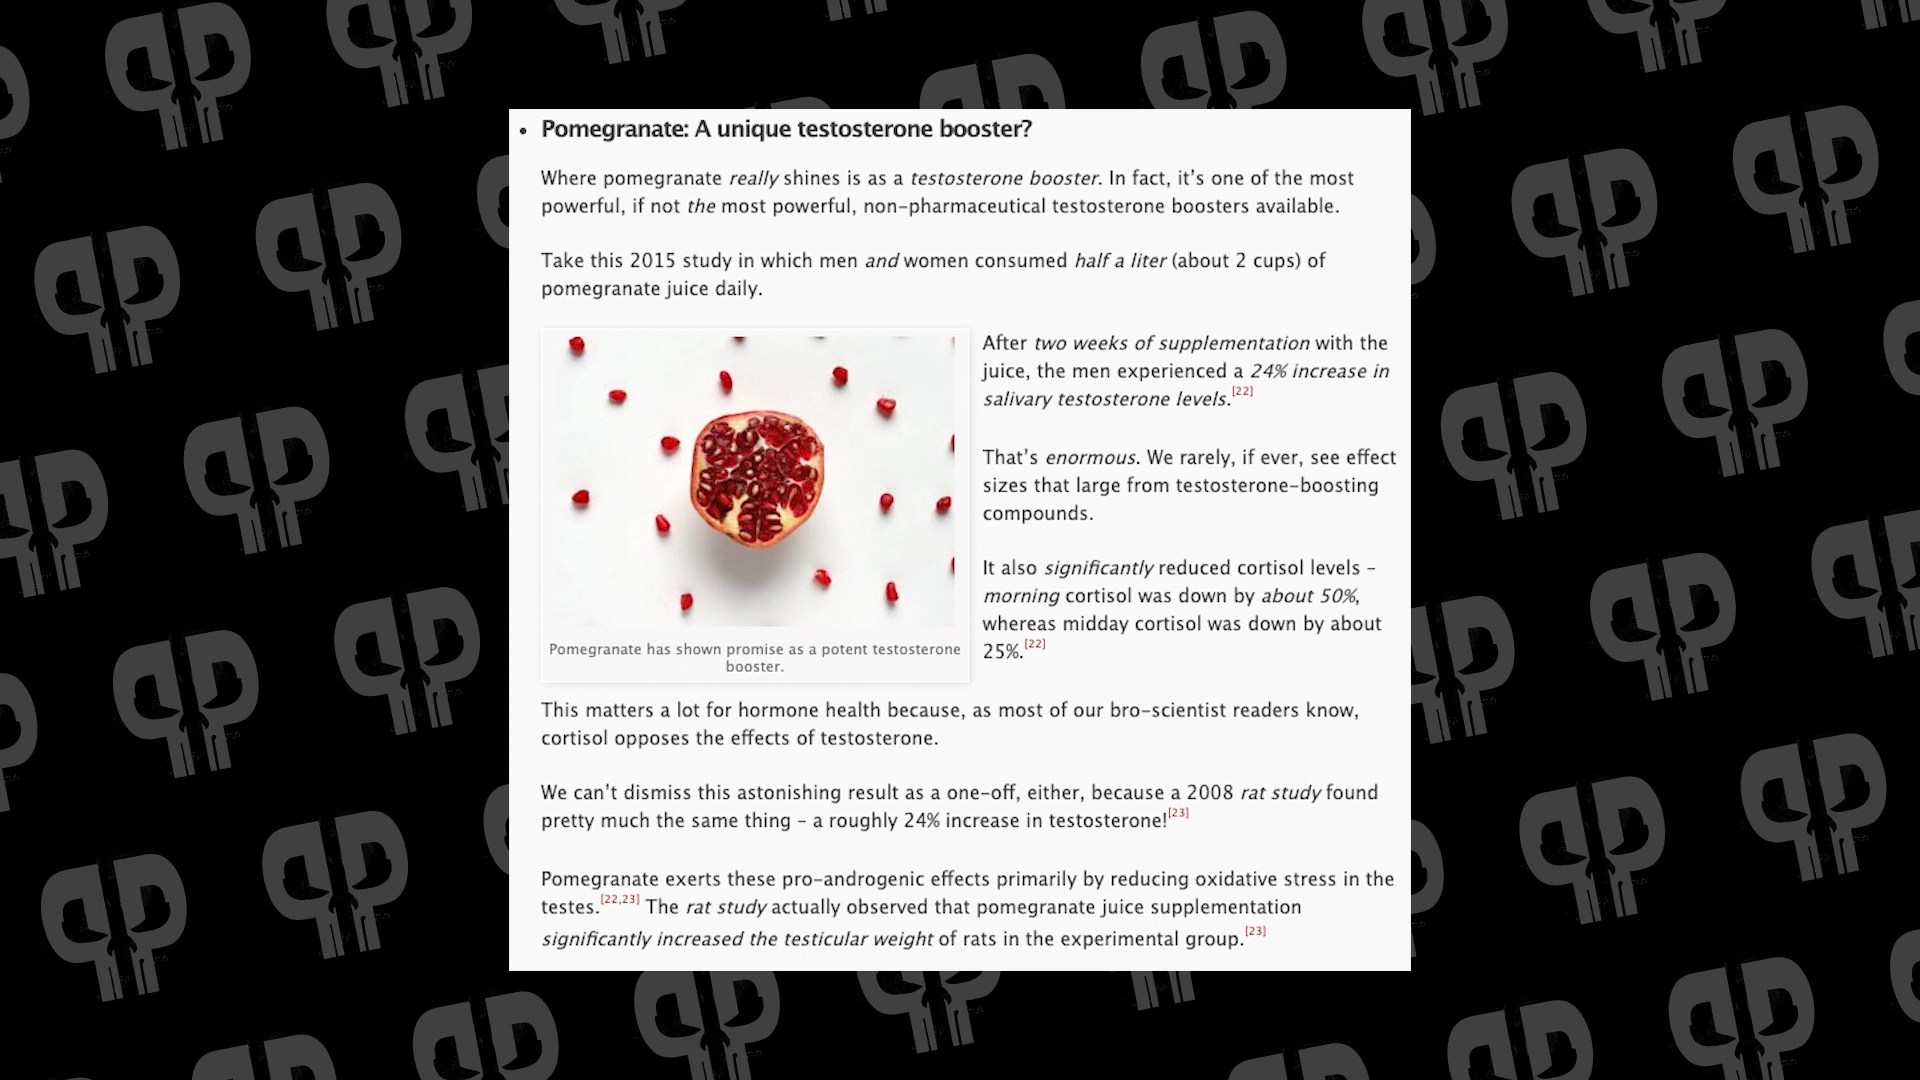 • Pomegranate: A unique testosterone booster?
Where pomegranate really shines is as a testosterone booster. In fact, it’s one of the most
powerful, if not the most powerful, non-pharmaceutical testosterone boosters available.
Take this 2015 study in which men and women consumed half a liter (about 2 cups) of
pomegranate juice daily.
After two weeks of supplementation with the
juice, the men experienced a 24% increase in
salivary testosterone levels.[22]
That’s enormous. We rarely, if ever, see effect
sizes that large from testosterone-boosting
compounds.
It also significantly reduced cortisol levels –
morning cortisol was down by about 50%,
whereas midday cortisol was down by about
25%.[22]
Pomegranate has shown promise as a potent testosterone
booster.
This matters a lot for hormone health because, as most of our bro-scientist readers know,
cortisol opposes the effects of testosterone.
We can’t dismiss this astonishing result as a one-off, either, because a 2008 rat study found
pretty much the same thing – a roughly 24% increase in testosterone![23]
Pomegranate exerts these pro-androgenic effects primarily by reducing oxidative stress in the
testes.[22,23] The rat study actually observed that pomegranate juice supplementation
significantly increased the testicular weight of rats in the experimental group.[23]